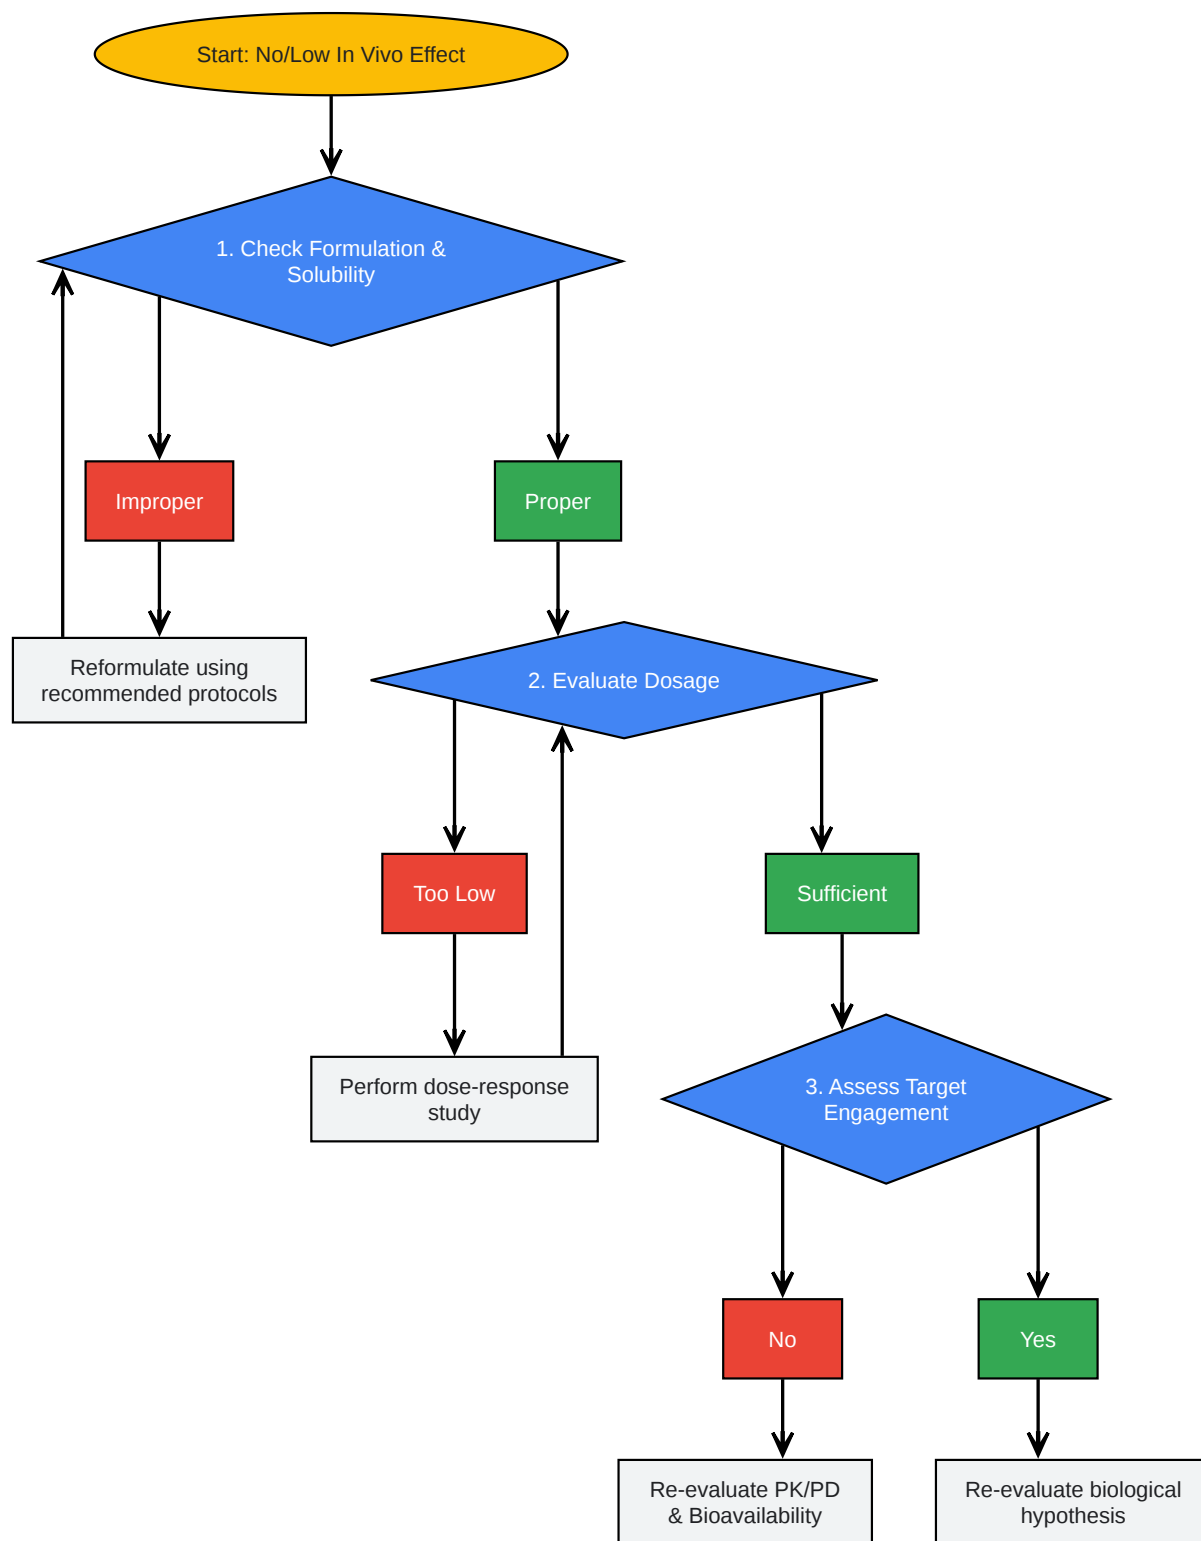 Start: No/Low In Vivo Effect
1. Check Formulation &
Solubility
Improper
Proper
Reformulate using
recommended protocols
2. Evaluate Dosage
Too Low
Sufficient
Perform dose-response
study
3. Assess Target
Engagement
No
Yes
Re-evaluate PK/PD
& Bioavailability
Re-evaluate biological
hypothesis